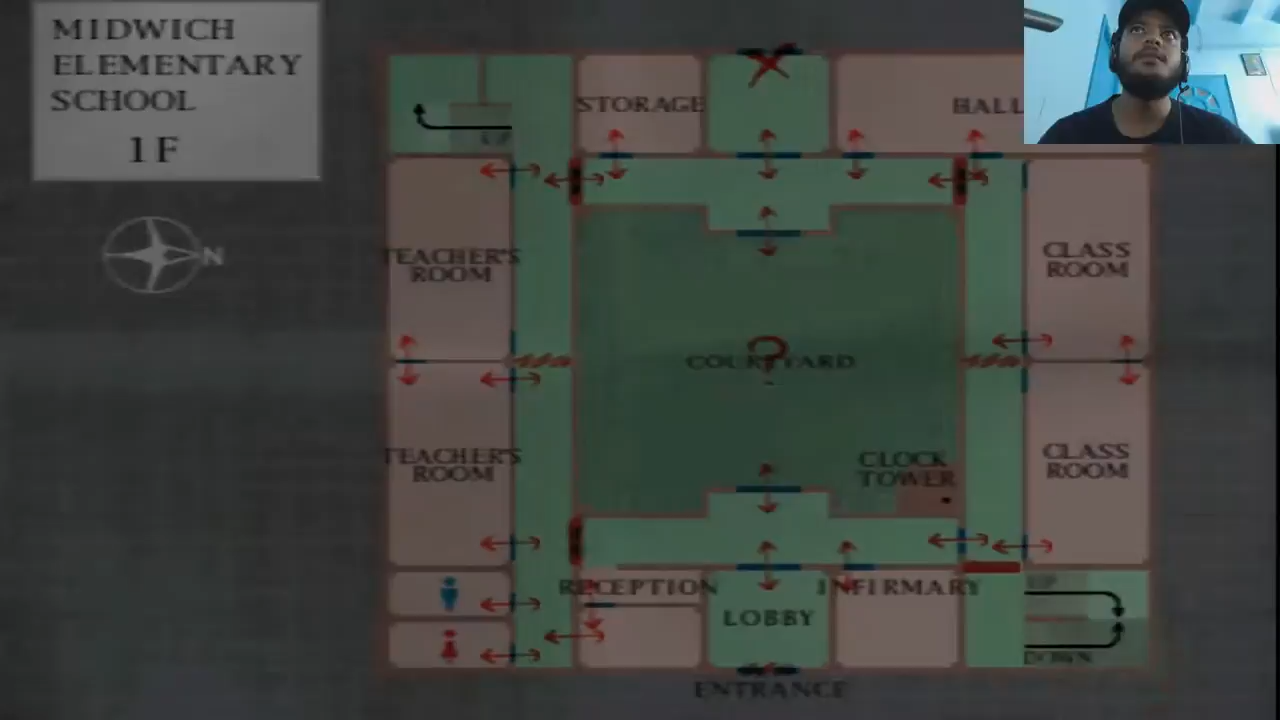 MIDWICH
ELEMENTARY
SCHOOL
1F
N
STORAGE
HALL
UP
TEACHER'S
ROOM
CLASS
ROOM
?
COURTYARD
TEACHER'S
ROOM
CLOCK
TOWER
CLASS
ROOM
RECEPTION
INFIRMARY
UP
LOBBY
DOWN
ENTRANCE